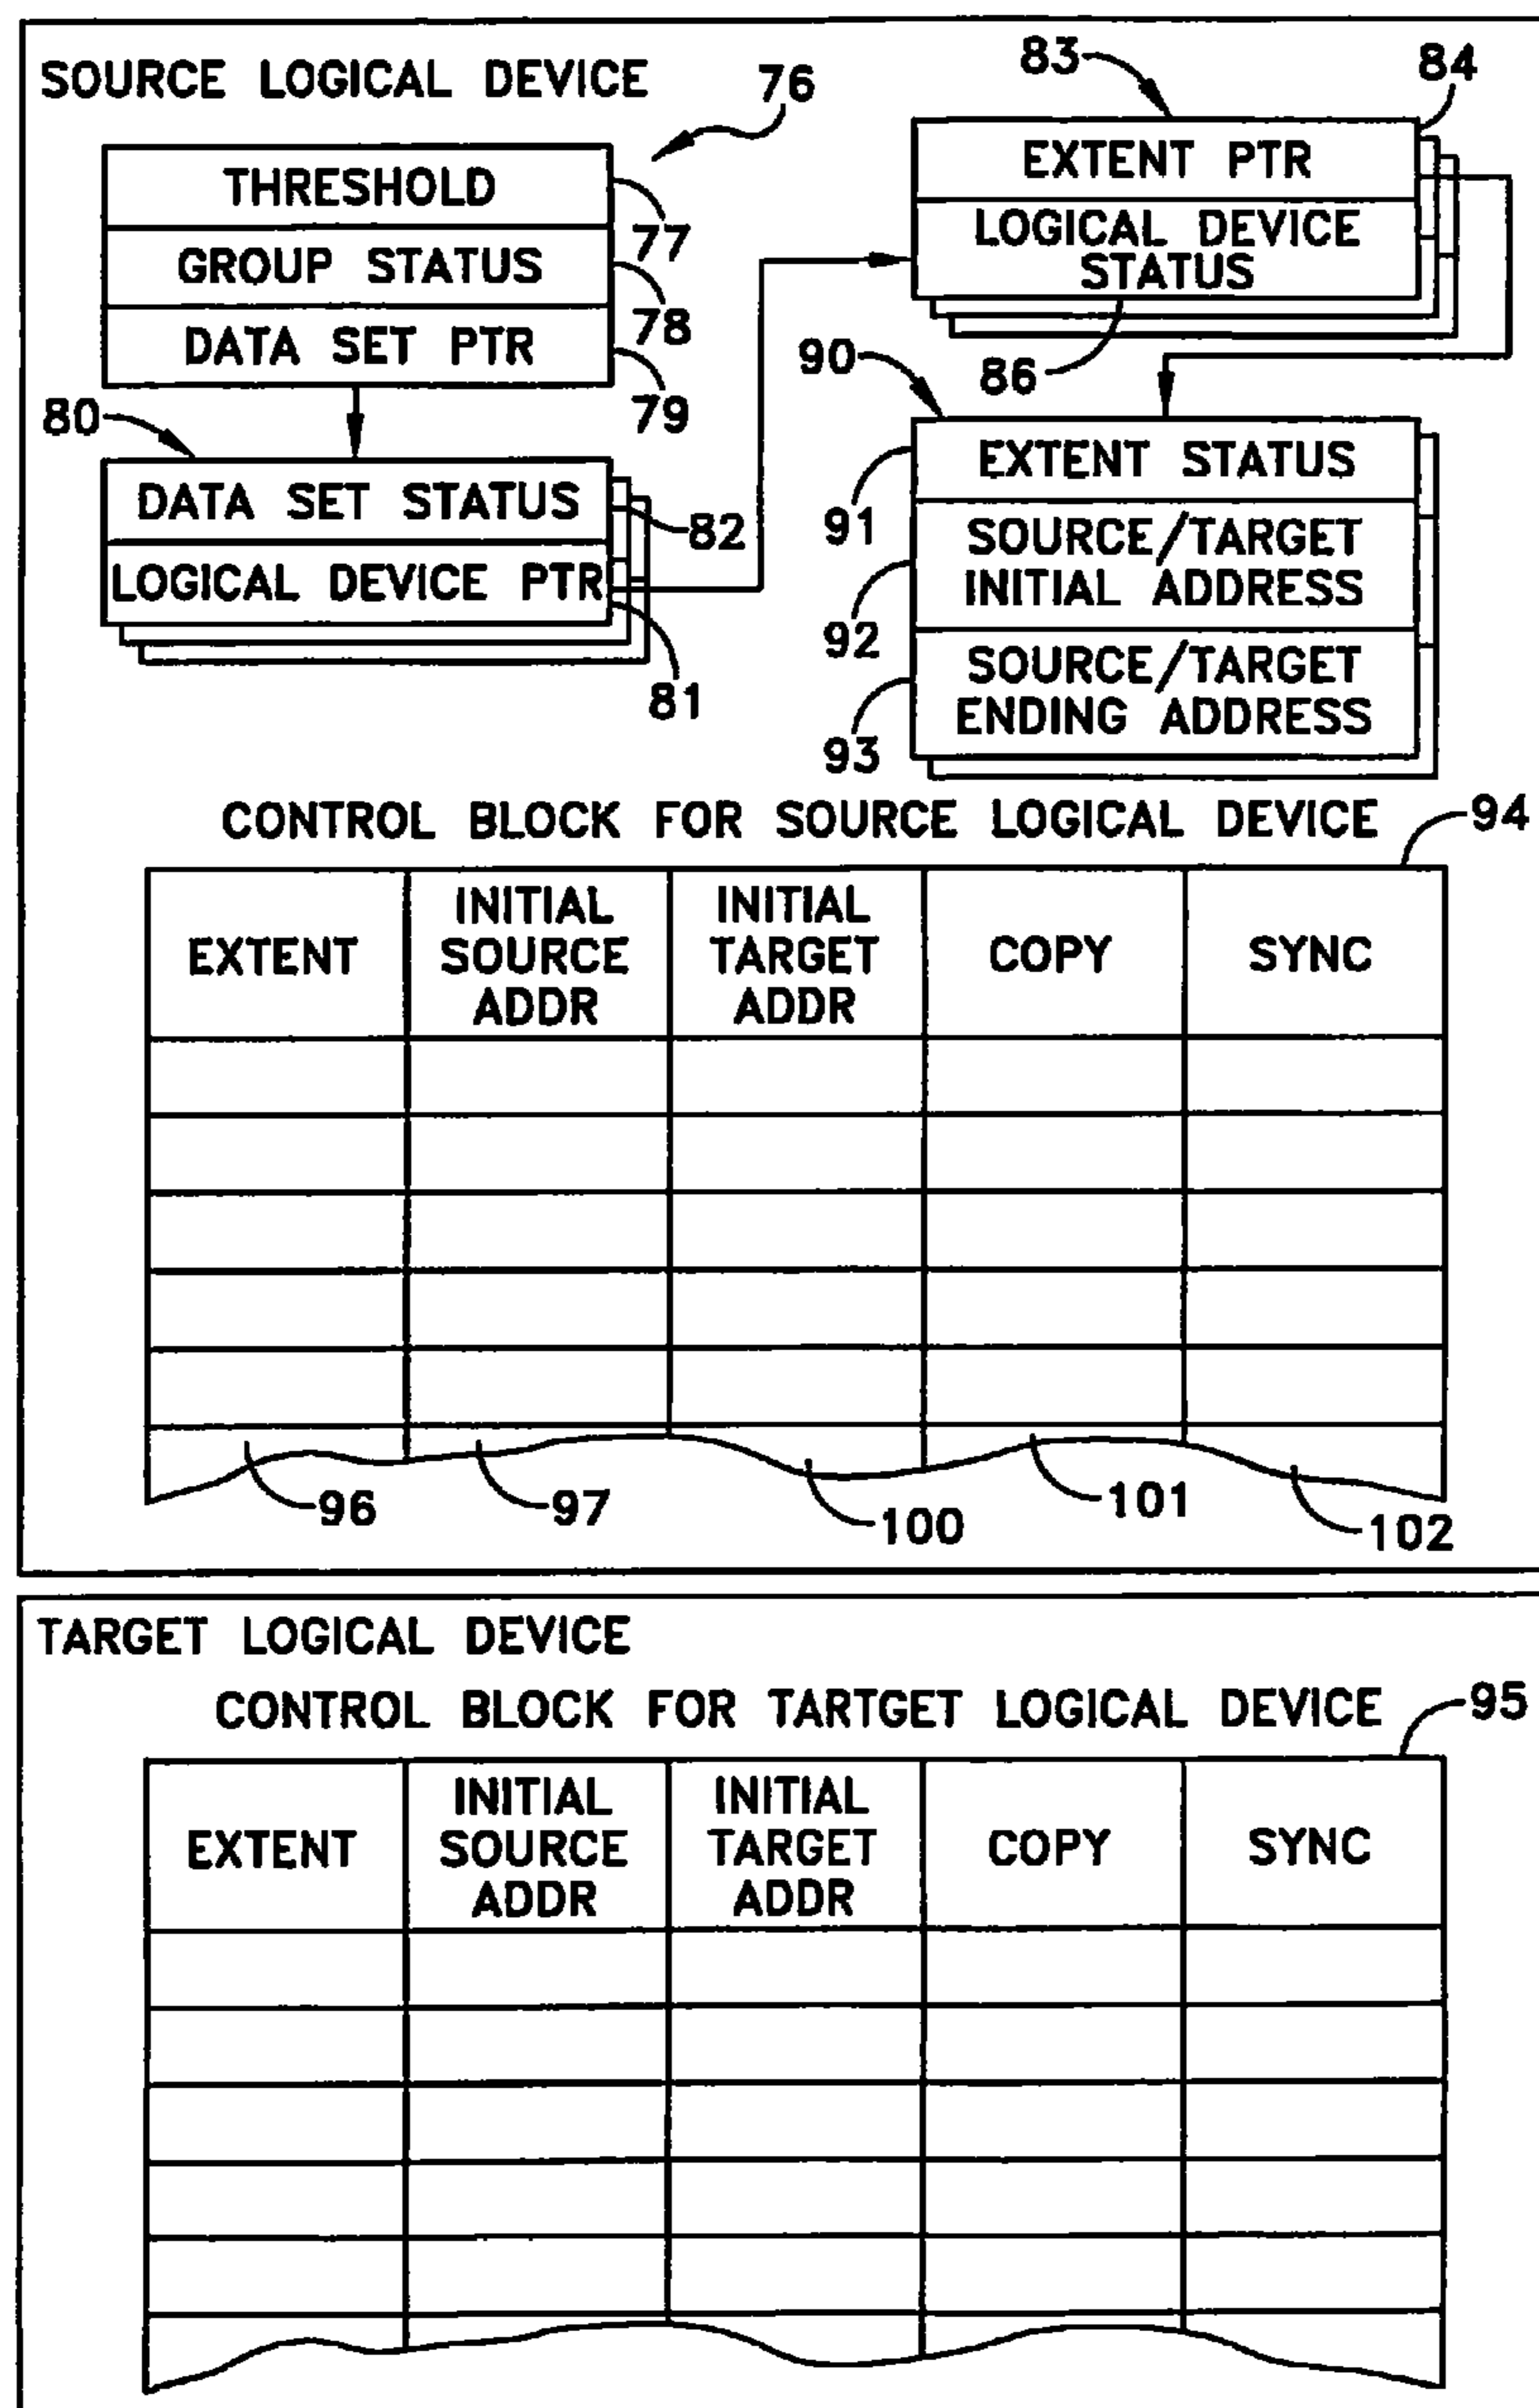 SOURCE LOGICAL DEVICE
76
THRESHOLD
77
GROUP STATUS
78
DATA SET PTR
79
80
DATA SET STATUS
82
LOGICAL DEVICE PTR
81
83
84
EXTENT PTR
LOGICAL DEVICE
STATUS
86
90
EXTENT STATUS
91
SOURCE/TARGET
INITIAL ADDRESS
92
SOURCE/TARGET
ENDING ADDRESS
93
CONTROL BLOCK FOR SOURCE LOGICAL DEVICE
94
EXTENT
INITIAL
SOURCE
ADDR
INITIAL
TARGET
ADDR
COPY
SYNC
96
97
100
101
102
TARGET LOGICAL DEVICE
CONTROL BLOCK FOR TARTGET LOGICAL DEVICE
95
EXTENT
INITIAL
SOURCE
ADDR
INITIAL
TARGET
ADDR
COPY
SYNC